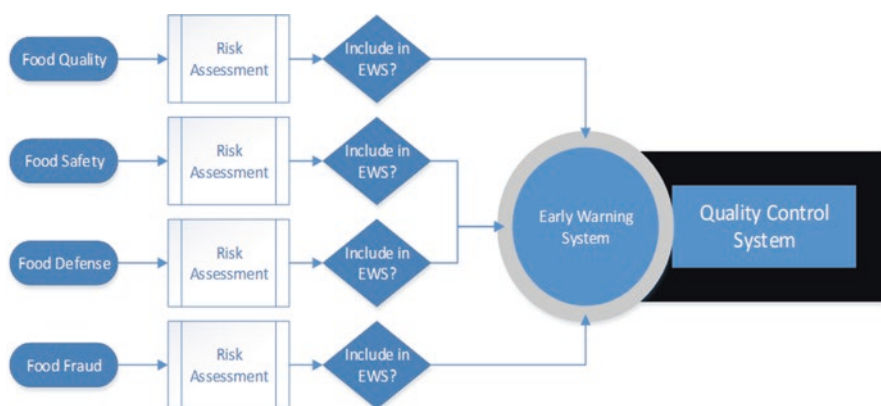 Food Quality
Risk
Assessment
Include in
EWS?
Food Safety
Risk
Assessment
Include in
EWS?
Food Defense
Risk
Assessment
Include in
EWS?
Food Fraud
Risk
Assessment
Include in
EWS?
Early Warning
System
Quality Control
System